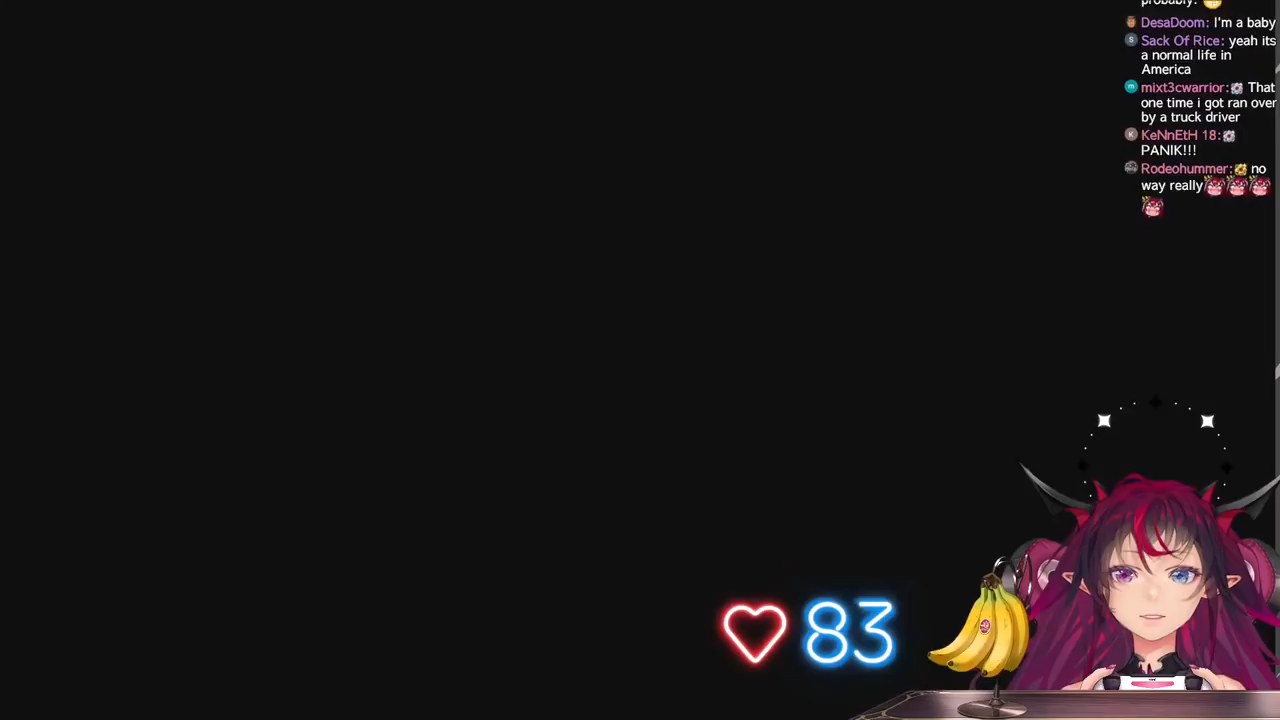 probably:
DesaDoom: I'm a baby
Sack Of Rice: yeah its
a normal life in
America
mixt3cwarrior: That
one time i got ran over
by a truck driver
KeNnEtH 18:
PANIK!!!
Rodeohummer: no
way really
83